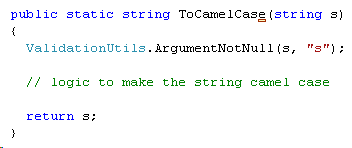 public static string ToCamelCase(string s)
{
ValidationUtils.ArgumentNotNull(s, "s");
// logic to make the string camel case
return s;
}